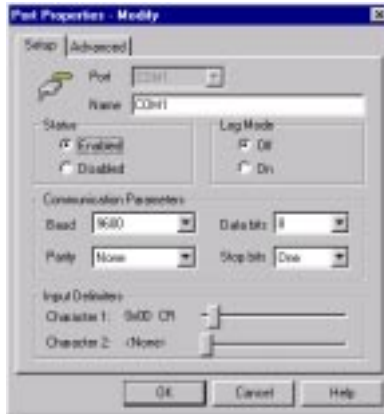 Port Properties - Modify
Setup Advanced
Port COM1
Name COM1
Status
Enabled
Disabled
Log Mode
Off
On
Communication Parameters
Baud 9600
Data bits 8
Parity None
Stop bits One
Input Delimiters
Character 1: 0x0D CR
Character 2: <None>
OK Cancel Help